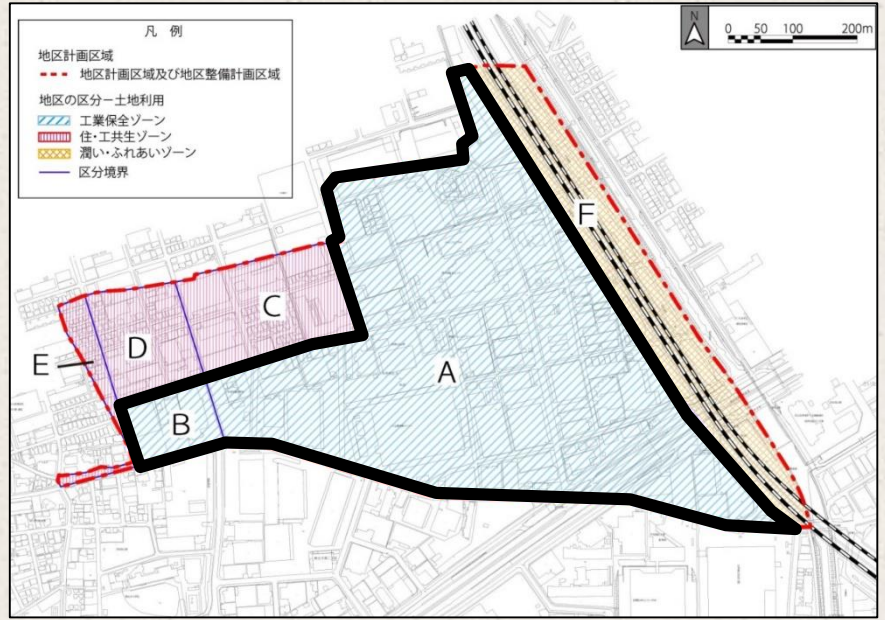 凡 例
地区計画区域
地区計画区域及び地区整備計画区域
地区の区分－土地利用
工業保全ゾーン
住・工共生ゾーン
潤い・ふれあいゾーン
区分境界
N
0 50 100 200m
F
C
D
E
A
B